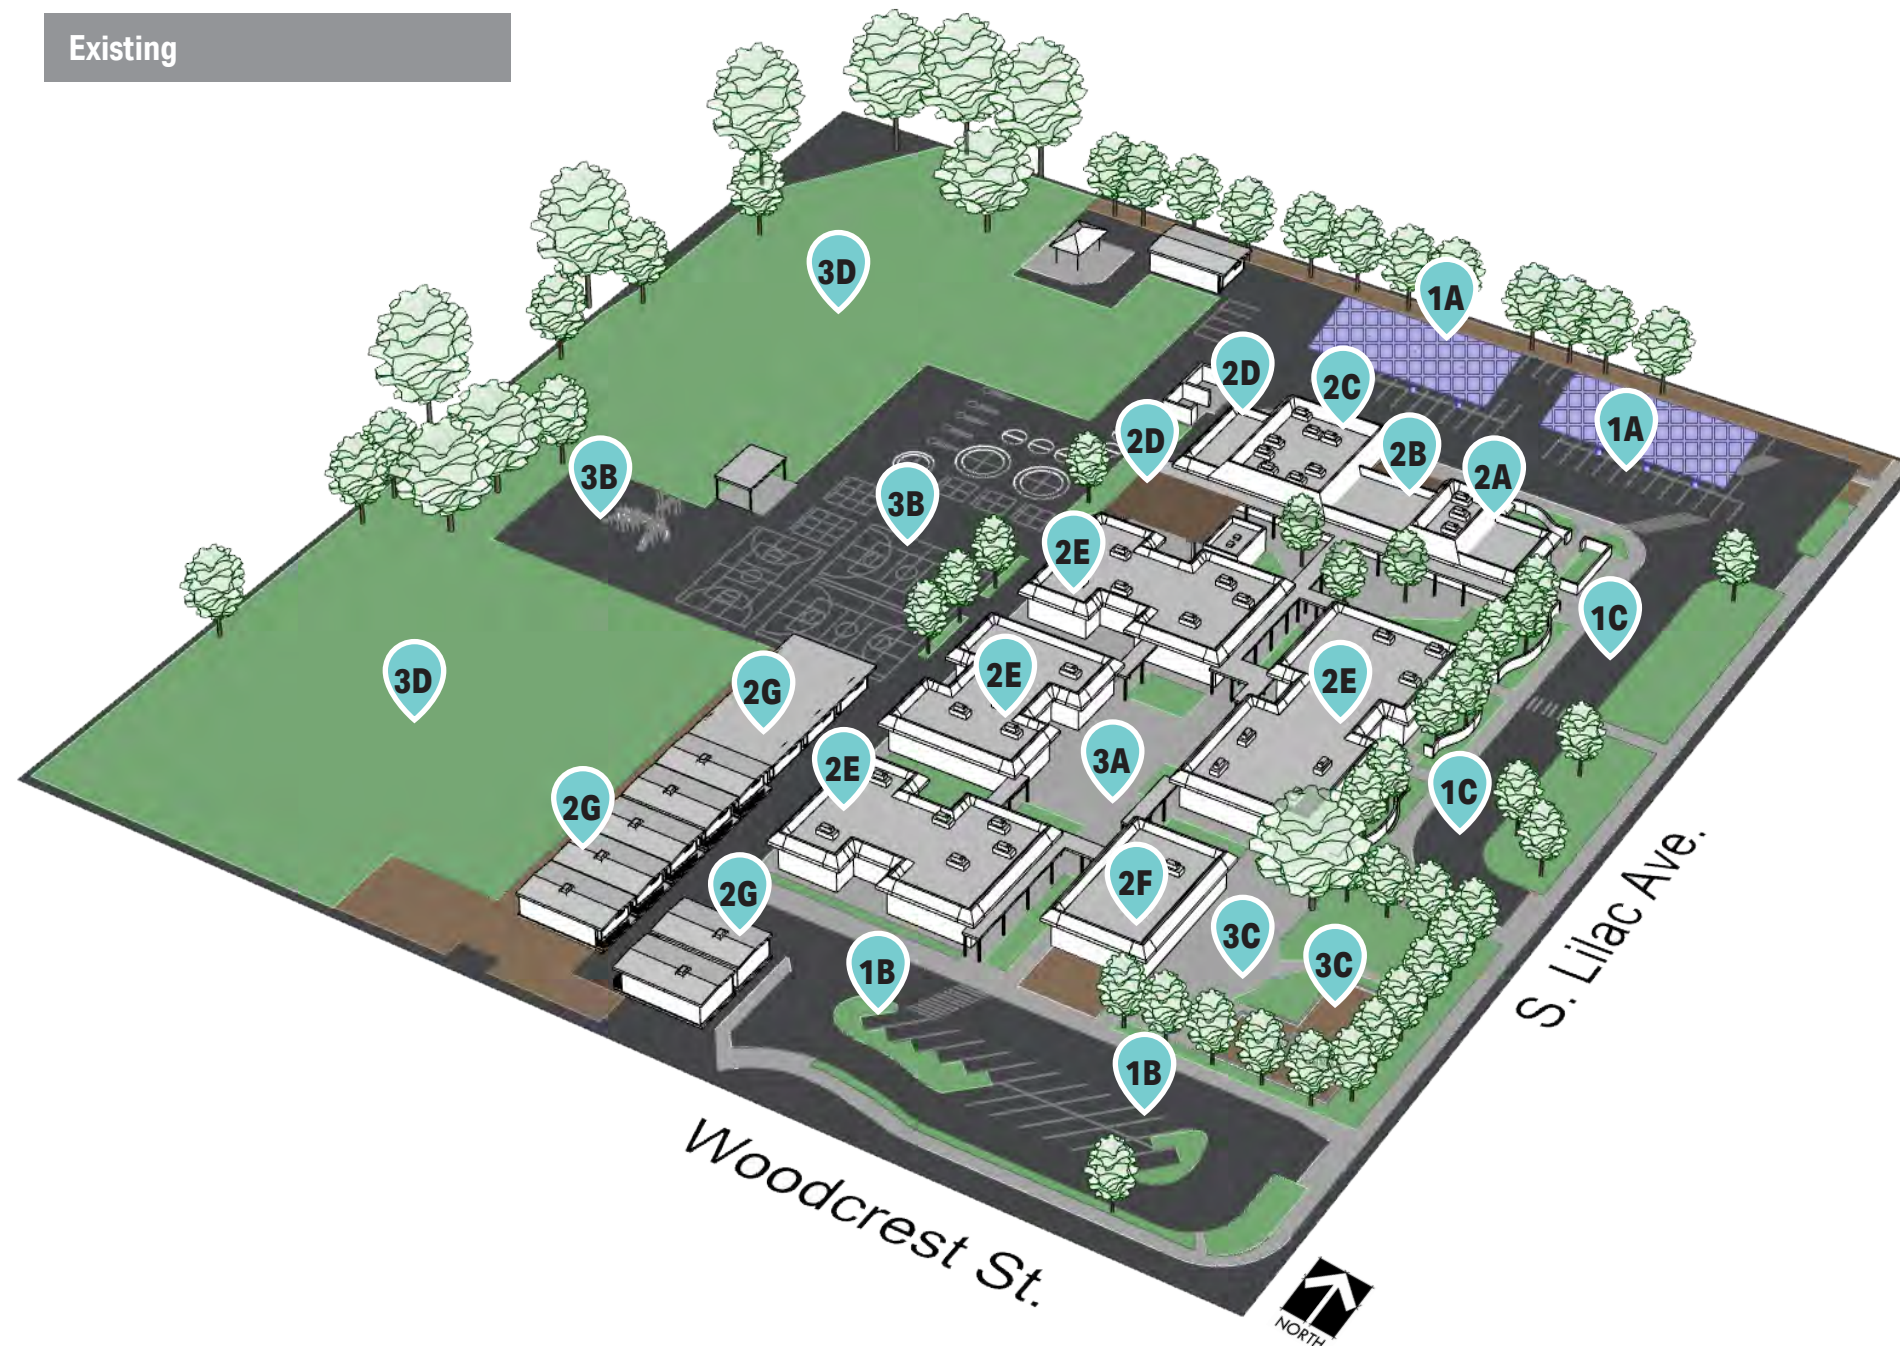 Existing
3D
1A
2D
2C
1A
2D
2B
2A
3B
3B
2E
1C
3D
2G
2E
2E
3A
2E
1C
2G
2G
2F
3C
3C
1B
1B
S. Lilac Ave.
Woodcrest St.
NORTH